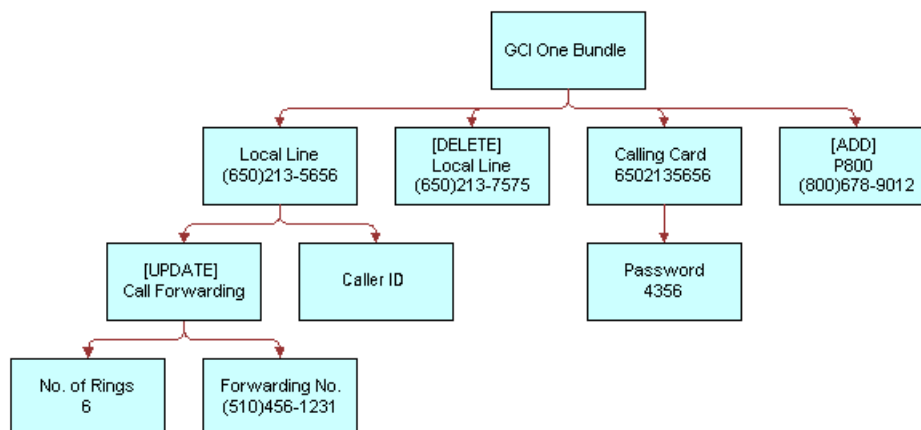 GCI One Bundle
Local Line
(650)213-5656
[DELETE]
Local Line
(650)213-7575
Calling Card
6502135656
[ADD]
P800
(800)678-9012
[UPDATE]
Call Forwarding
Caller ID
Password
4356
No. of Rings
6
Forwarding No.
(510)456-1231